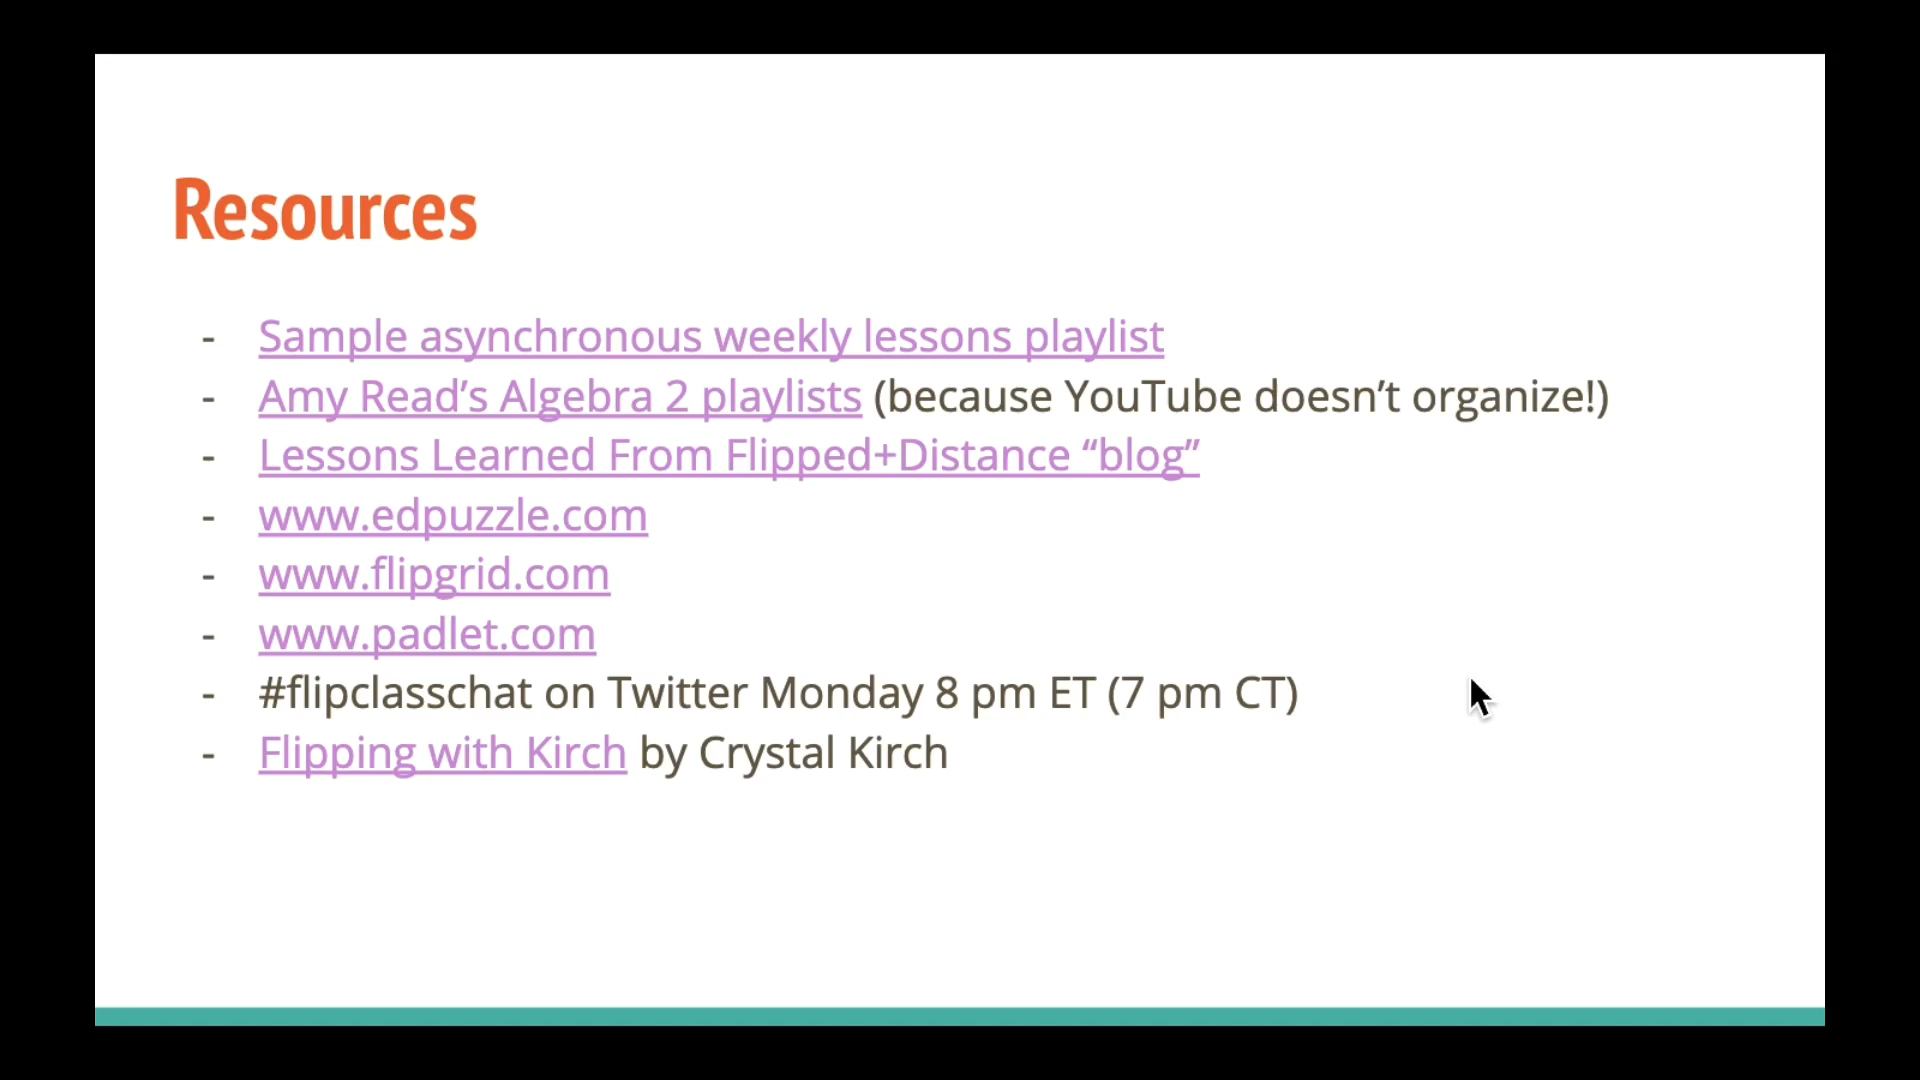 Resources
- Sample asynchronous weekly lessons playlist
- Amy Read’s Algebra 2 playlists (because YouTube doesn’t organize!)
- Lessons Learned From Flipped+Distance “blog”
- www.edpuzzle.com
- www.flipgrid.com
- www.padlet.com
- #flipclasschat on Twitter Monday 8 pm ET (7 pm CT)
- Flipping with Kirch by Crystal Kirch